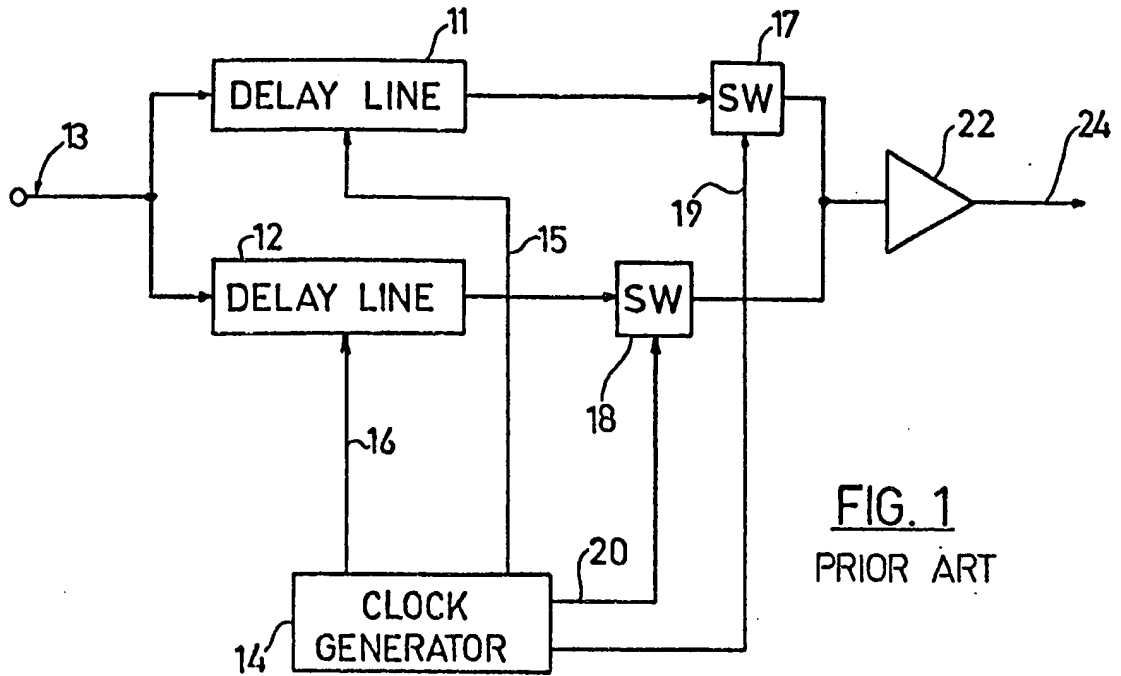 11
17
DELAY LINE
SW
22
24
13
19
12
15
DELAY LINE
SW
18
16
FIG. 1
PRIOR ART
20
CLOCK
GENERATOR
14